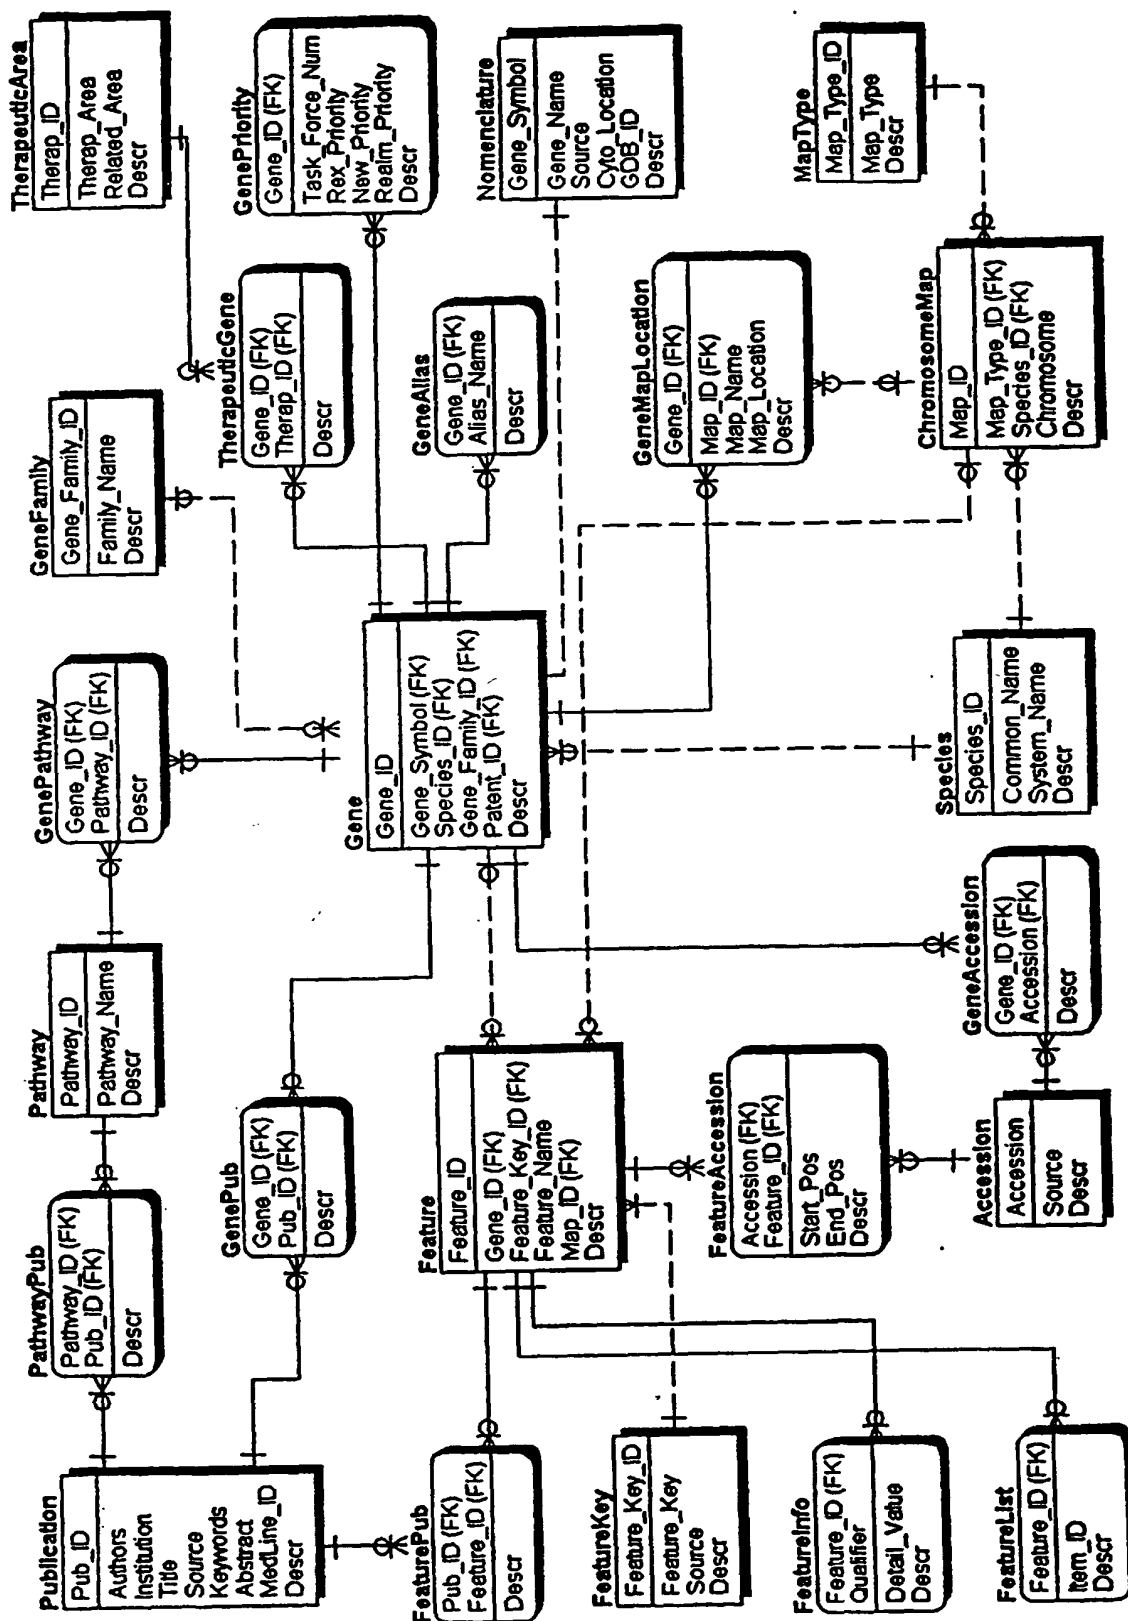 Publication
Pub_ID
Authors
Institution
Title
Source
Keywords
Abstract
MedLine_ID
Descr
PathwayPub
Pathway_ID (FK)
Pub_ID (FK)
Descr
Pathway
Pathway_ID
Pathway_Name
Descr
GenePathway
Gene_ID (FK)
Pathway_ID (FK)
Descr
GeneFamily
Gene_Family_ID
Family_Name
Descr
TherapeuticArea
Therap_ID
Therap_Area
Related_Area
Descr
GenePub
Gene_ID (FK)
Pub_ID (FK)
Descr
TherapeuticGene
Gene_ID (FK)
Therap_ID (FK)
Descr
GenePriority
Gene_ID (FK)
Task_Force_Num
Rex_Priority
New_Priority
Realm_Priority
Descr
FeaturePub
Pub_ID (FK)
Feature_ID (FK)
Descr
Feature
Feature_ID
Gene_ID (FK)
Feature_Key_ID (FK)
Feature_Name
Map_ID (FK)
Descr
Gene
Gene_ID
Gene_Symbol (FK)
Species_ID (FK)
Gene_Family_ID (FK)
Patent_ID (FK)
Descr
GeneAlias
Gene_ID (FK)
Alias_Name
Descr
Nomenclature
Gene_Symbol
Gene_Name
Source
Cyto_Location
GDB_ID
Descr
FeatureKey
Feature_Key_ID
Feature_Key
Source
Descr
FeatureAccession
Accession (FK)
Feature_ID (FK)
Start_Pos
End_Pos
Descr
GeneMapLocation
Gene_ID (FK)
Map_ID (FK)
Map_Name
Map_Location
Descr
FeatureInfo
Feature_ID (FK)
Qualifier
Detail_Value
Descr
MapType
Map_Type_ID
Map_Type
Descr
FeatureList
Feature_ID (FK)
Item_ID
Descr
Accession
Accession
Source
Descr
GeneAccession
Gene_ID (FK)
Accession (FK)
Descr
Species
Species_ID
Common_Name
System_Name
Descr
ChromosomeMap
Map_ID
Map_Type_ID (FK)
Species_ID (FK)
Chromosome
Descr